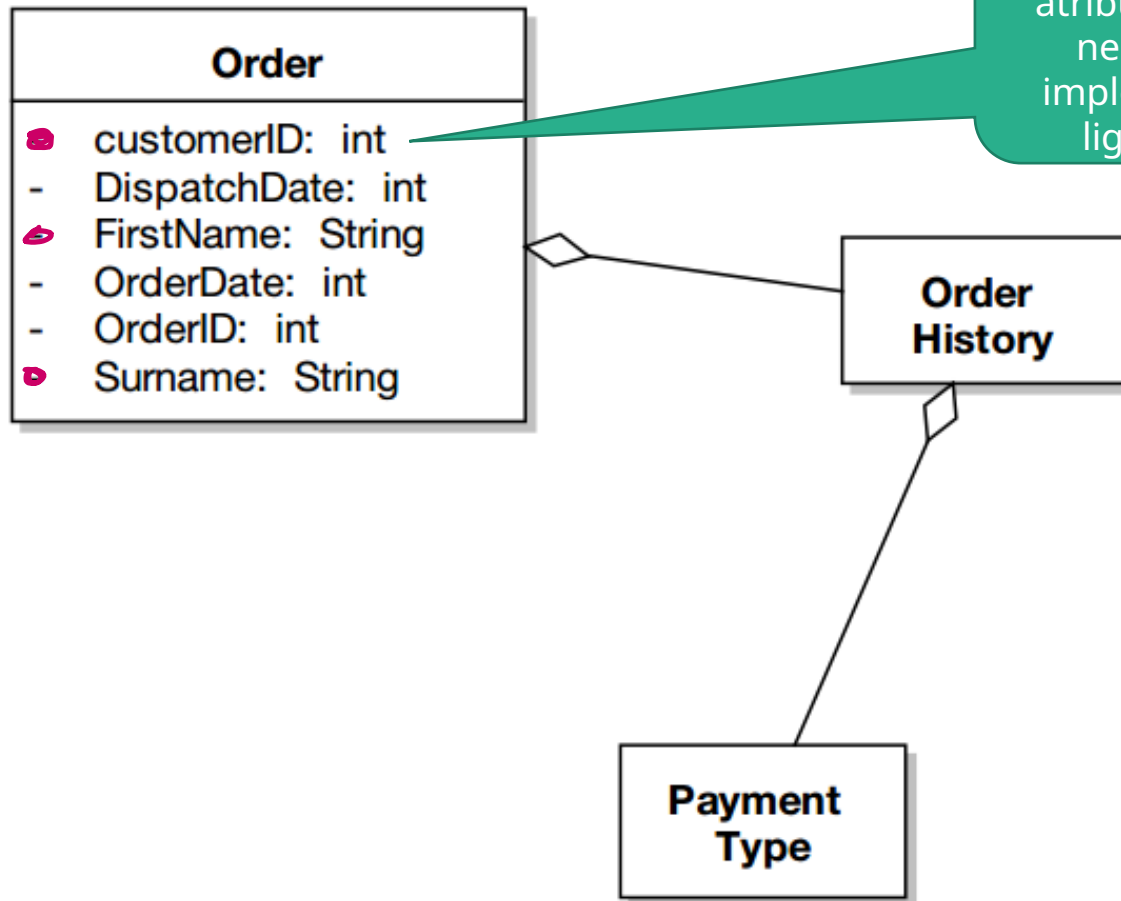 Order
customerID: int
- DispatchDate: int
FirstName: String
- OrderDate: int
- OrderID: int
Surname: String
Order
History
Payment
Type